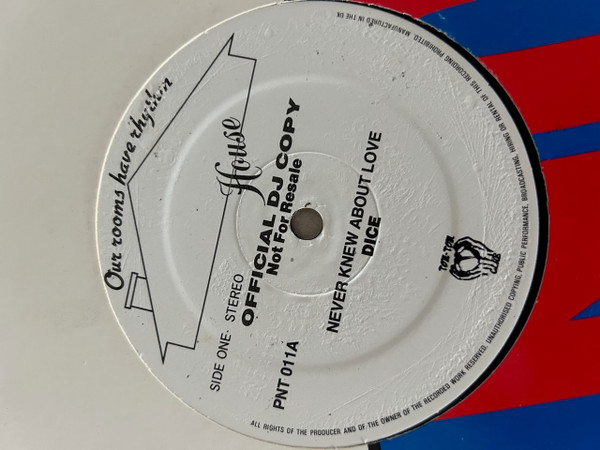 Our rooms have rhythm
House
SIDE ONE · STEREO
OFFICIAL DJ COPY
Not For Resale
PNT 011A
NEVER KNEW ABOUT LOVE
DICE
ALL RIGHTS OF THE PRODUCER AND OF THE OWNER OF THE RECORDED WORK RESERVED. UNAUTHORISED COPYING, PUBLIC PERFORMANCE, BROADCASTING, HIRING OR RENTAL OF THIS RECORDING PROHIBITED. MANUFACTURED IN THE UK